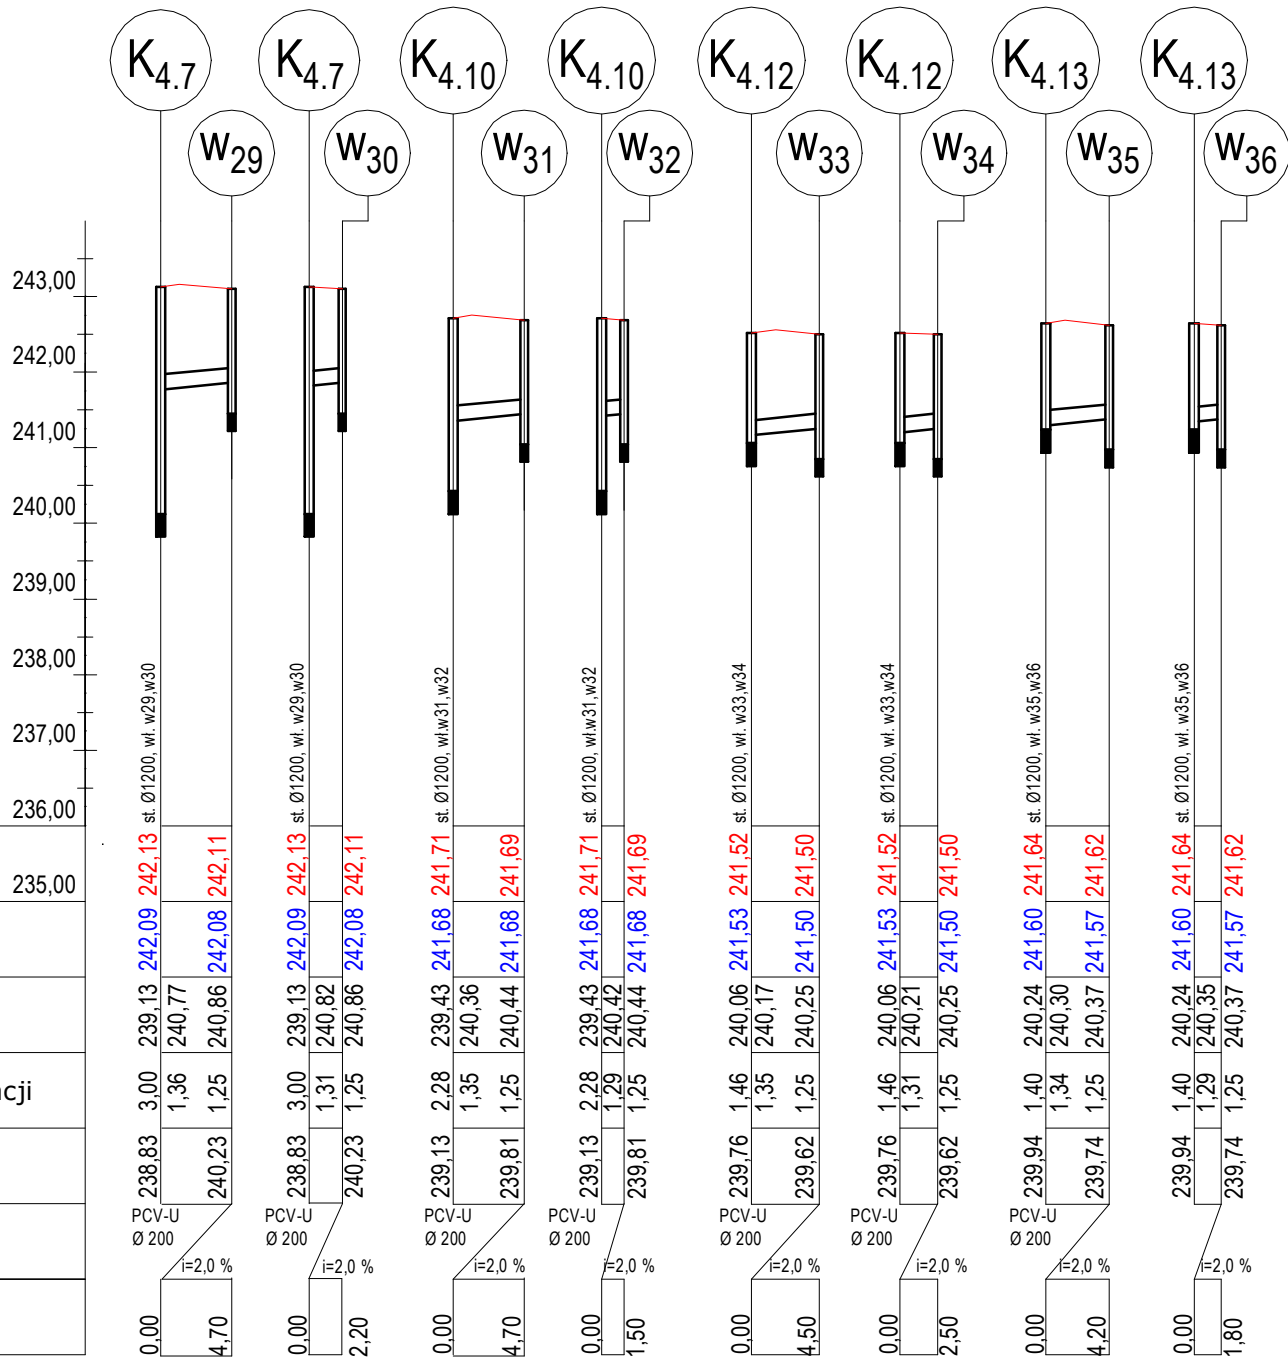 K4.7 K4.7 K4.10 K4.10 K4.12 K4.12 K4.13 K4.13
W29 W30 W31 W32 W33 W34 W35 W36
243,00
242,00
241,00
240,00
239,00
238,00
237,00
236,00
235,00
st. Ø1200, wł. w29,w30
st. Ø1200, wł. w29,w30
st. Ø1200, wł. w31,w32
st. Ø1200, wł.w31,w32
st. Ø1200, wł. w33,w34
st. Ø1200, wł. w33,w34
st. Ø1200, wł. w35,w36
st. Ø1200, wł. w35,w36
242,13 242,11 242,13 242,11 241,71 241,69 241,71 241,69 241,52 241,50 241,52 241,50 241,64 241,62 241,64 241,62
242,09 242,08 242,09 242,08 241,68 241,68 241,68 241,68 241,53 241,50 241,53 241,50 241,60 241,57 241,60 241,57
239,13 240,77 240,86 239,13 240,82 240,86 239,43 240,36 240,44 239,43 240,42 240,44 240,06 240,17 240,25 240,06 240,21 240,25 240,24 240,30 240,37 240,24 240,35 240,37
cji 3,00 1,36 1,25 3,00 1,31 1,25 2,28 1,35 1,25 2,28 1,29 1,25 1,46 1,35 1,25 1,46 1,31 1,25 1,40 1,34 1,25 1,40 1,29 1,25
238,83 240,23 238,83 240,23 239,13 239,81 239,13 239,81 239,76 239,62 239,76 239,62 239,94 239,74 239,94 239,74
PCV-U PCV-U PCV-U PCV-U PCV-U PCV-U PCV-U
Ø 200 Ø 200 Ø 200 Ø 200 Ø 200 Ø 200 Ø 200
i=2,0 % i=2,0 % i=2,0 % i=2,0 % i=2,0 % i=2,0 % i=2,0 % i=2,0 %
0,00 4,70 0,00 2,20 0,00 4,70 0,00 1,50 0,00 4,50 0,00 2,50 0,00 4,20 0,00 1,80